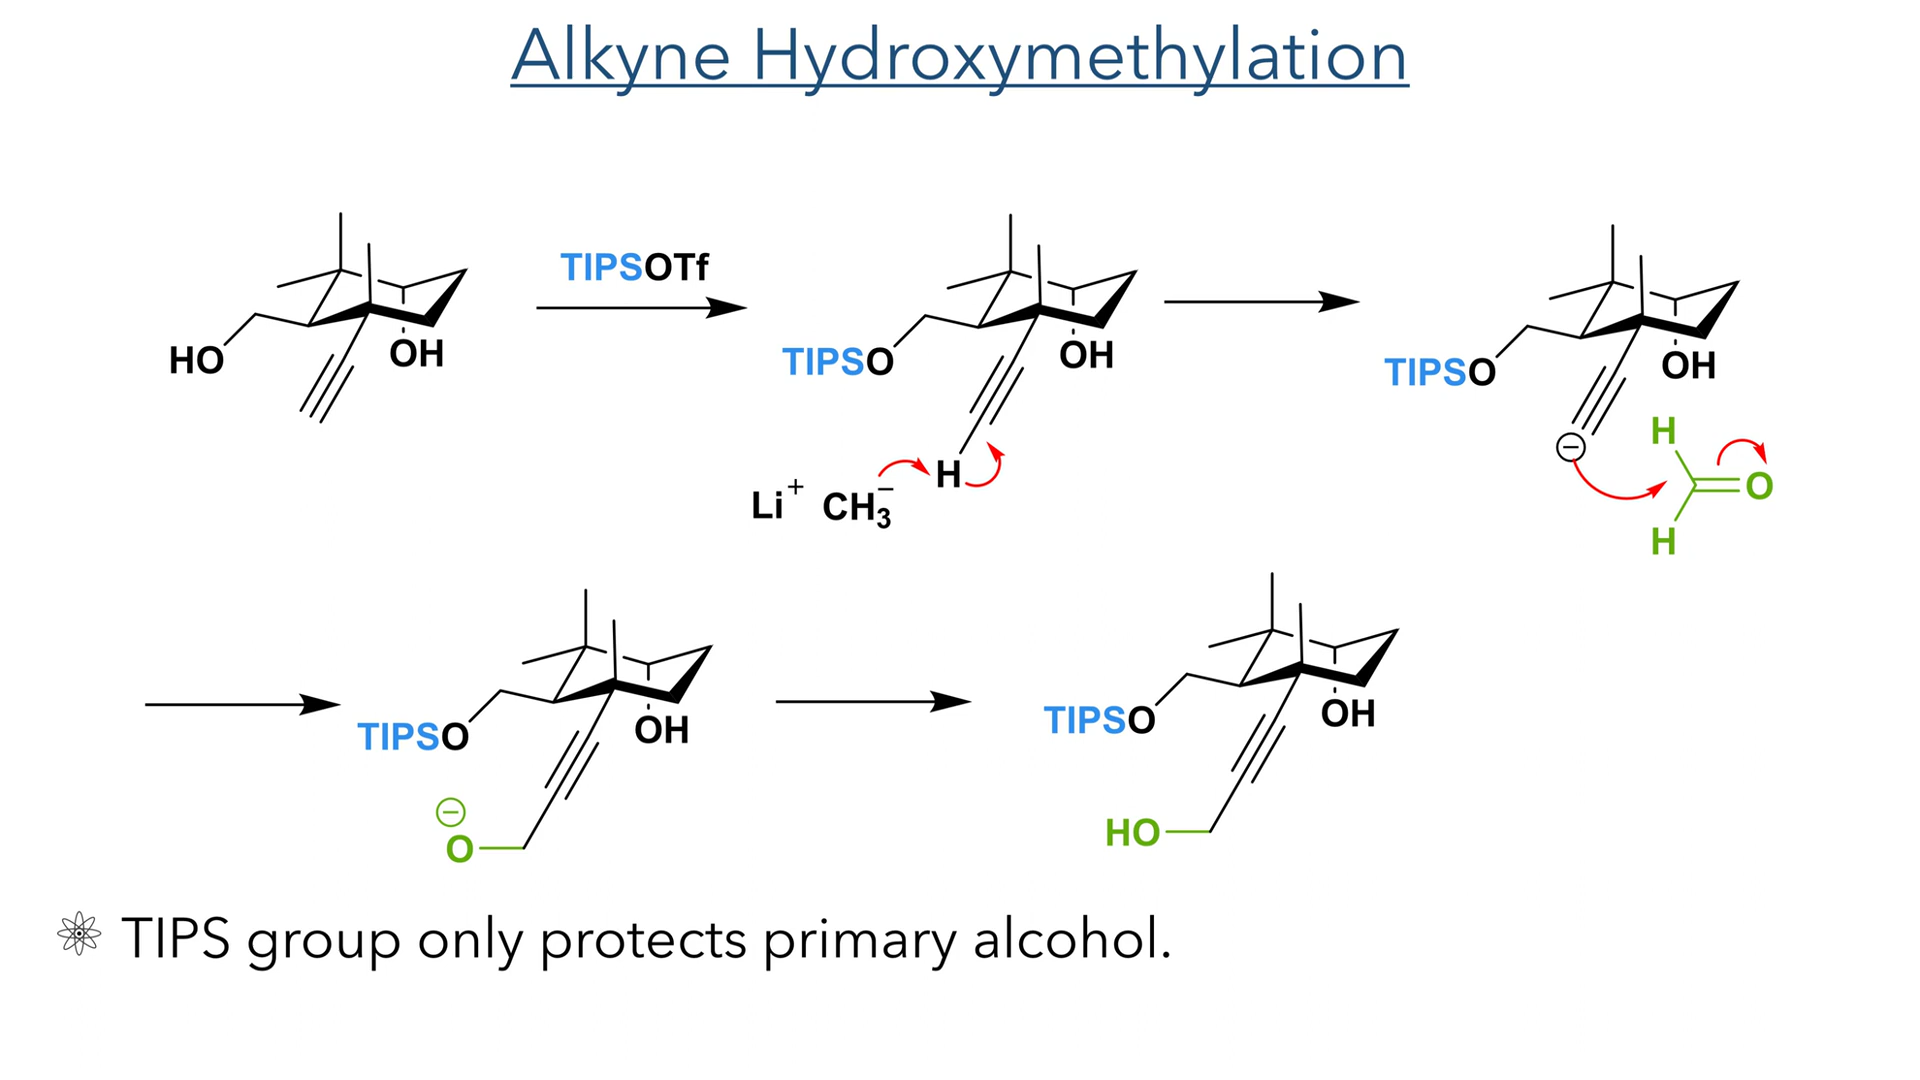 Alkyne Hydroxymethylation
HO
OH
TIPSOTf
TIPSO
OH
H
Li+ CH3−
TIPSO
OH
−
H
H
O
TIPSO
OH
−
O
TIPSO
OH
HO
TIPS group only protects primary alcohol.